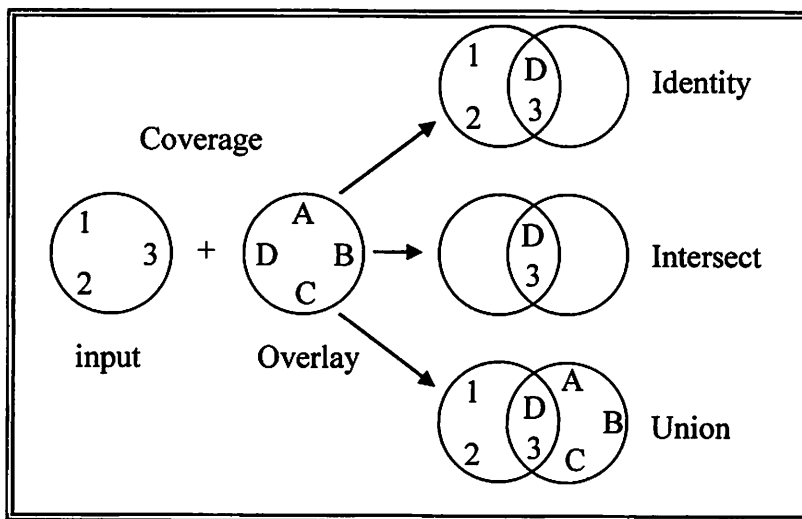 1
D
Identity
2
3
Coverage
1
A
3
+
D
B
2
C
D
3
Intersect
input
Overlay
1
D
A
B
Union
2
3
C